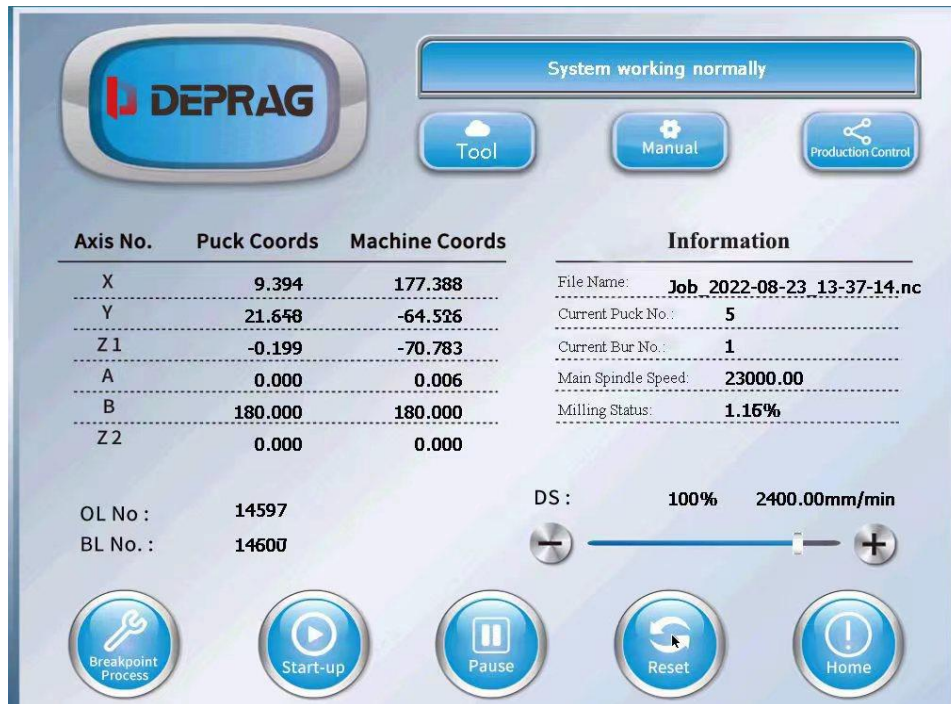 DEPRAG
System working normally
Tool
Manual
Production Control
Axis No. Puck Coords Machine Coords
X 9.394 177.388
Y 21.658 -64.526
Z1 -0.199 -70.783
A 0.000 0.006
B 180.000 180.000
Z2 0.000 0.000
Information
File Name: Job_2022-08-23_13-37-14.nc
Current Puck No.: 5
Current Bur No.: 1
Main Spindle Speed: 23000.00
Milling Status: 1.16%
OL No : 14597
BL No. : 14600
DS : 100% 2400.00mm/min
Breakpoint
Process
Start-up
Pause
Reset
Home